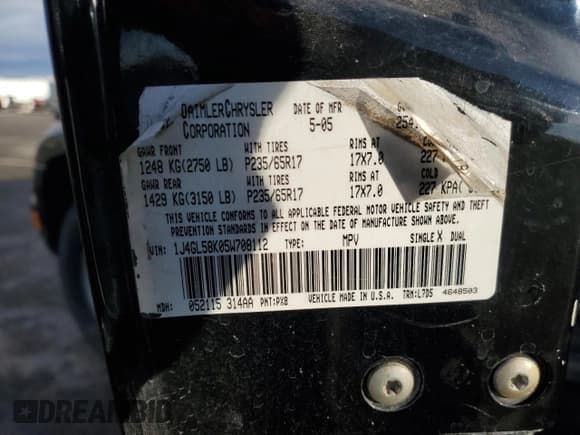 DAIMLERCHRYSLER CORPORATION
DATE OF MFR 5-05
GAWR FRONT WITH TIRES RIMS AT
1248 KG(2750 LB) P235/65R17 17X7.0 227
GAWR REAR WITH TIRES RIMS AT COLD
1429 KG(3150 LB) P235/65R17 17X7.0 227 KPA(
THIS VEHICLE CONFORMS TO ALL APPLICABLE FEDERAL MOTOR VEHICLE SAFETY AND THEFT
PREVENTION STANDARDS IN EFFECT ON THE DATE OF MANUFACTURE SHOWN ABOVE.
VIN: 1J4GL58K05W708112 TYPE: MPV SINGLE X DUAL
MDH: 052115 314AA PNT:PXB VEHICLE MADE IN U.S.A. TRM:L7D5 4648503
DREAMBID